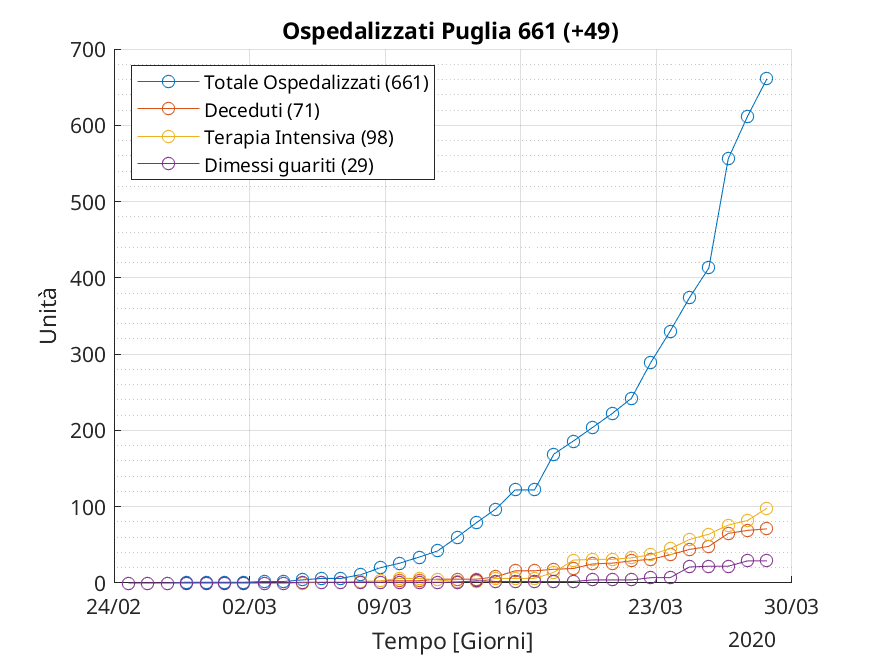 Ospedalizzati Puglia 661 (+49)
Totale Ospedalizzati (661)
Deceduti (71)
Terapia Intensiva (98)
Dimessi guariti (29)
700
600
500
400
300
200
100
0
Unità
24/02 02/03 09/03 16/03 23/03 30/03
Tempo [Giorni]
2020